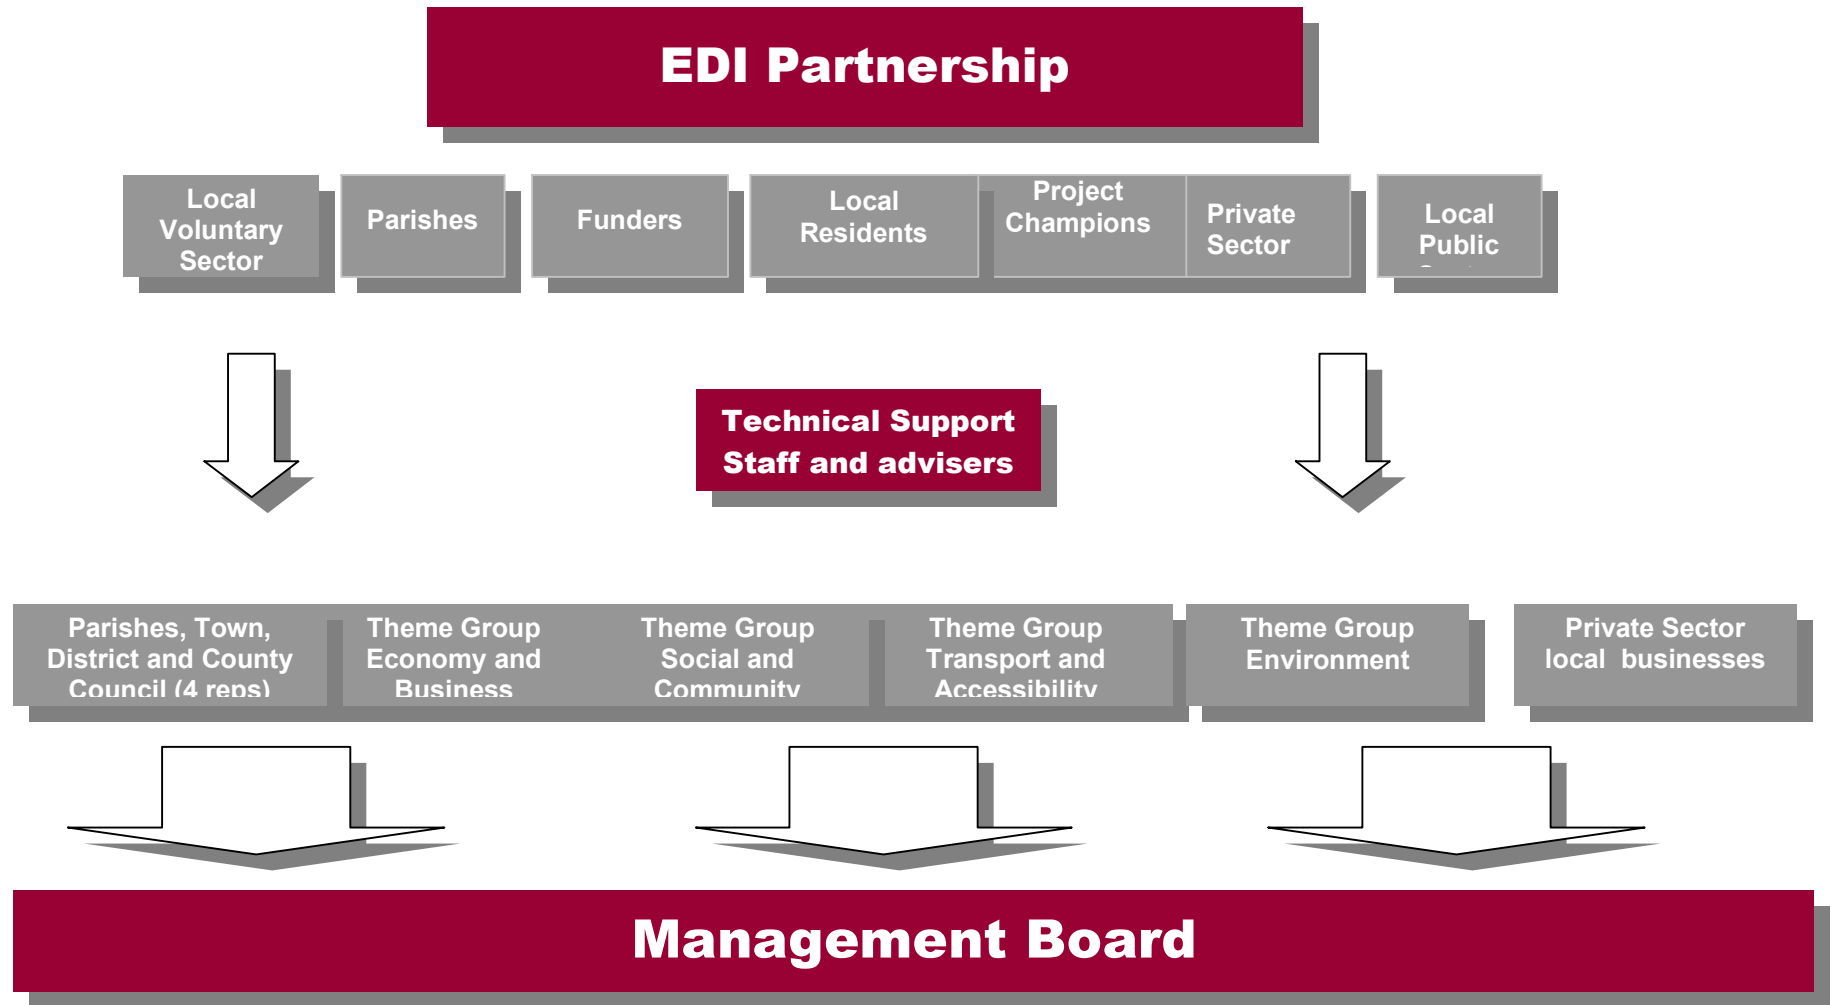 EDI Partnership
Local
Voluntary
Sector
Parishes
Funders
Local
Residents
Project
Champions
Private
Sector
Local
Public
Technical Support
Staff and advisers
Parishes, Town,
District and County
Council (4 reps)
Theme Group
Economy and
Business
Theme Group
Social and
Community
Theme Group
Transport and
Accessibility
Theme Group
Environment
Private Sector
local  businesses
Management Board